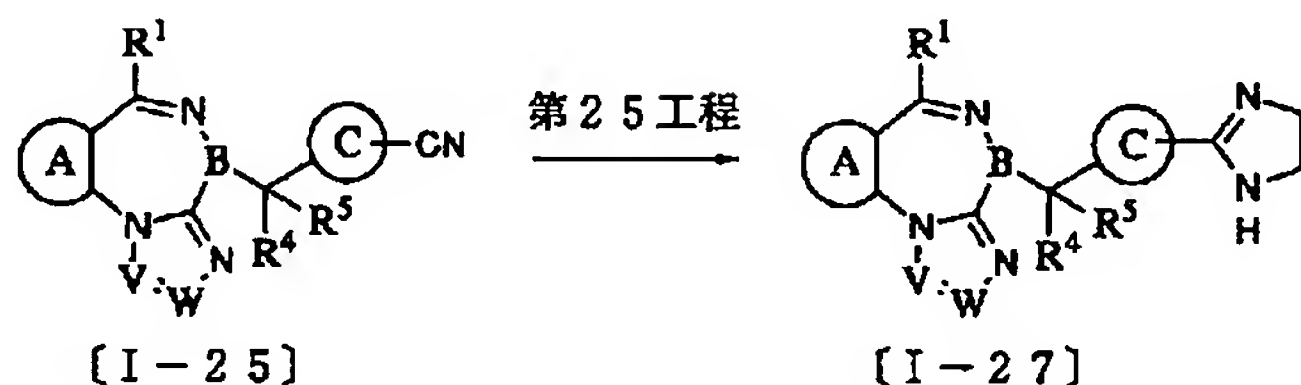 R¹ R¹
N C CN 第25工程 N C N
A B A B N
N R⁵ N R⁵ H
V W N R⁴ V W N R⁴
〔I-25〕 〔I-27〕